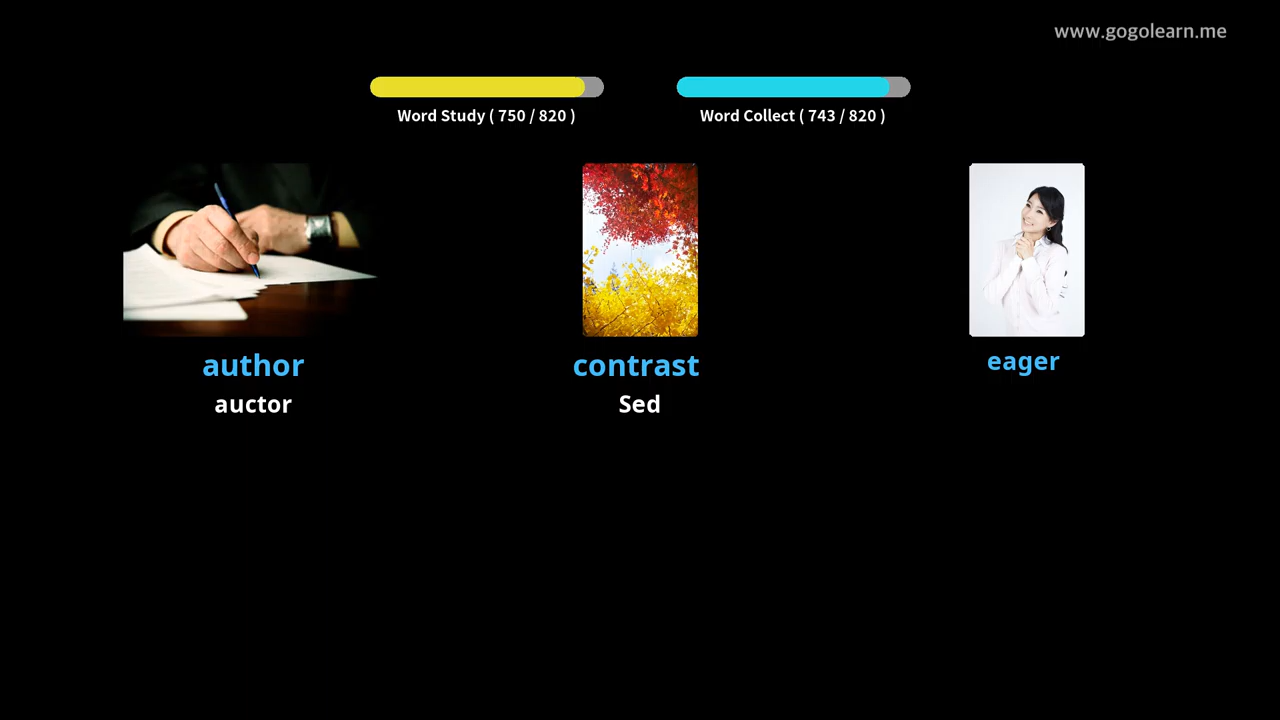 www.gogolearn.me
Word Study ( 750 / 820 )
Word Collect ( 743 / 820 )
author
contrast
eager
auctor
Sed